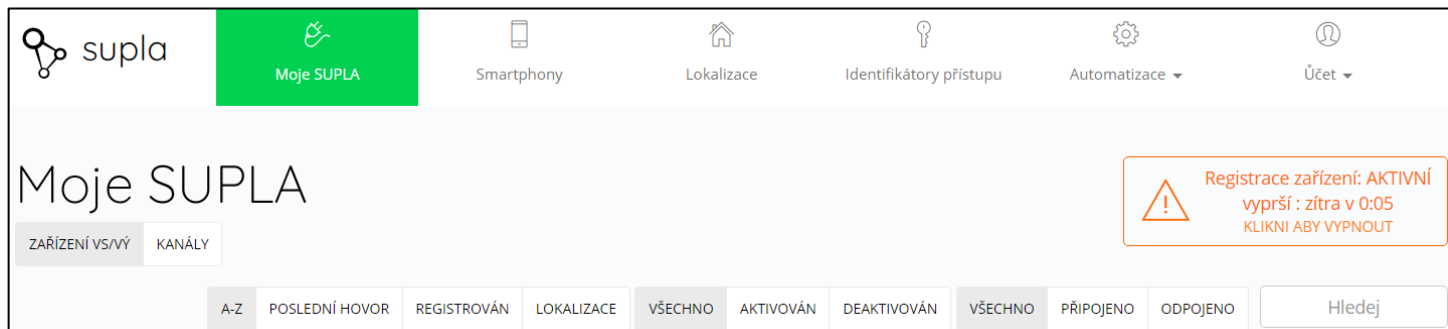 supla
Moje SUPLA Smartphony Lokalizace Identifikátory přístupu Automatizace Účet
Moje SUPLA
Registrace zařízení: AKTIVNÍ
vyprší : zítra v 0:05
KLIKNI ABY VYPNOUT
ZAŘÍZENÍ VS/VÝ KANÁLY
A-Z POSLEDNÍ HOVOR REGISTROVÁN LOKALIZACE VŠECHNO AKTIVOVÁN DEAKTIVOVÁN VŠECHNO PŘIPOJENO ODPOJENO Hledej